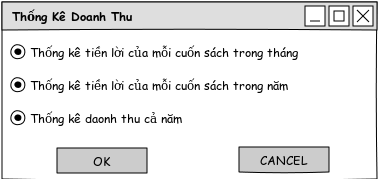 Thống Kê Doanh Thu
Thống kê tiền lời của mỗi cuốn sách trong tháng
Thống kê tiền lời của mỗi cuốn sách trong năm
Thống kê daonh thu cả năm
OK
CANCEL